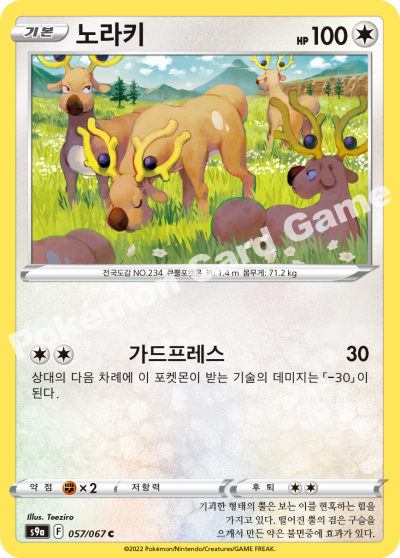 기본 노라키 HP 100
Pokémon Card Game
전국도감 NO.234 큰뿔포켓몬 키: 1.4 m 몸무게: 71.2 kg
가드프레스 30
상대의 다음 차례에 이 포켓몬이 받는 기술의 데미지는 「-30」이
된다.
약점 ×2 저항력 후퇴
Illus. Teeziro
s9a F 057/067 C
기괴한 형태의 뿔은 보는 이를 현혹하는 힘을
가지고 있다. 떨어진 뿔의 검은 구슬을
으깨서 만든 약은 불면증에 효과가 있다.
©2022 Pokémon/Nintendo/Creatures/GAME FREAK.